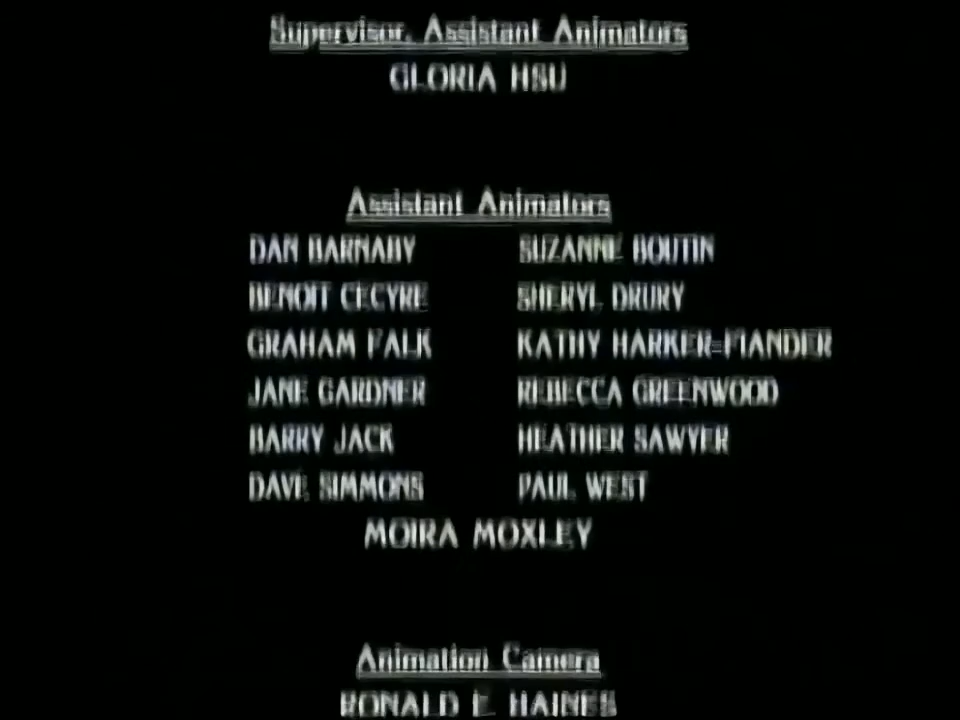 Supervisor, Assistant Animators
GLORIA HSU
Assistant Animators
DAN BARNABY SUZANNE BOUTIN
BENOIT CECYRE SHERYL DRURY
GRAHAM FALK KATHY HARKER-FIANDER
JANE GARDNER REBECCA GREENWOOD
BARRY JACK HEATHER SAWYER
DAVE SIMMONS PAUL WEST
MOIRA MOXLEY
Animation Camera
RONALD E. HAINES